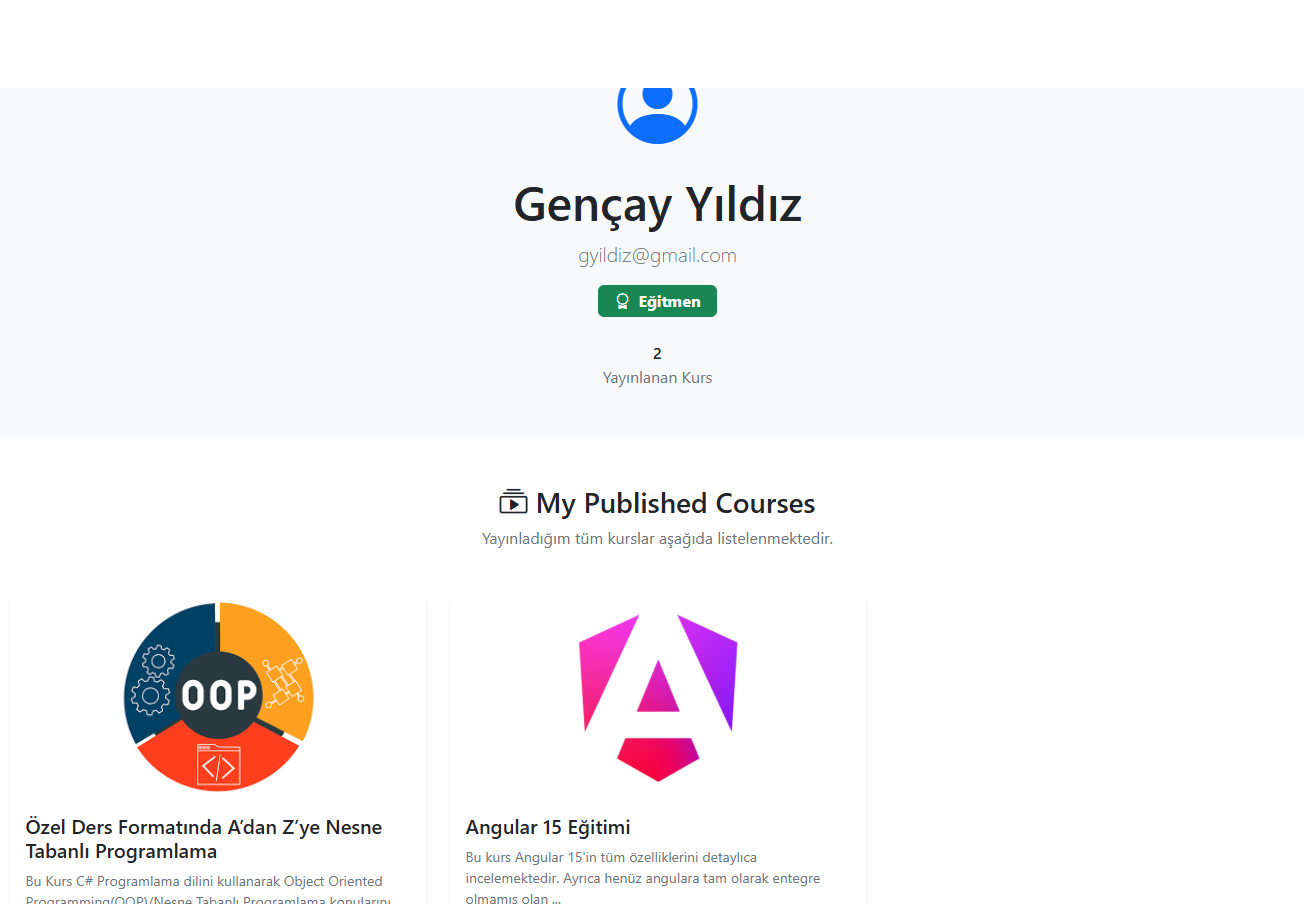 Gençay Yıldız
gyildiz@gmail.com
Eğitmen
2
Yayınlanan Kurs
My Published Courses
Yayınladığım tüm kurslar aşağıda listelenmektedir.
OOP
Özel Ders Formatında A’dan Z’ye Nesne
Tabanlı Programlama
Bu Kurs C# Programlama dilini kullanarak Object Oriented
Programming(OOP)/Nesne Tabanlı Programlama konularını
Angular 15 Eğitimi
Bu kurs Angular 15'in tüm özelliklerini detaylıca
incelemektedir. Ayrıca henüz angulara tam olarak entegre
olmamış olan ...